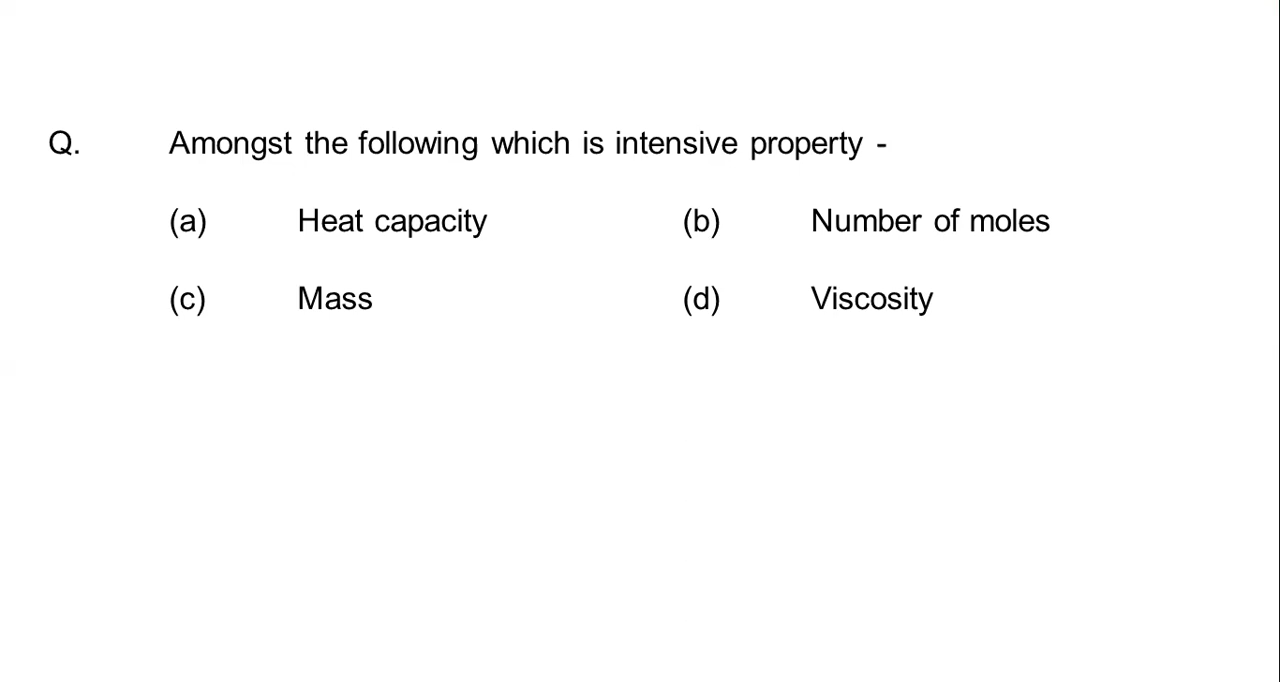 Q. Amongst the following which is intensive property -
(a) Heat capacity (b) Number of moles
(c) Mass (d) Viscosity